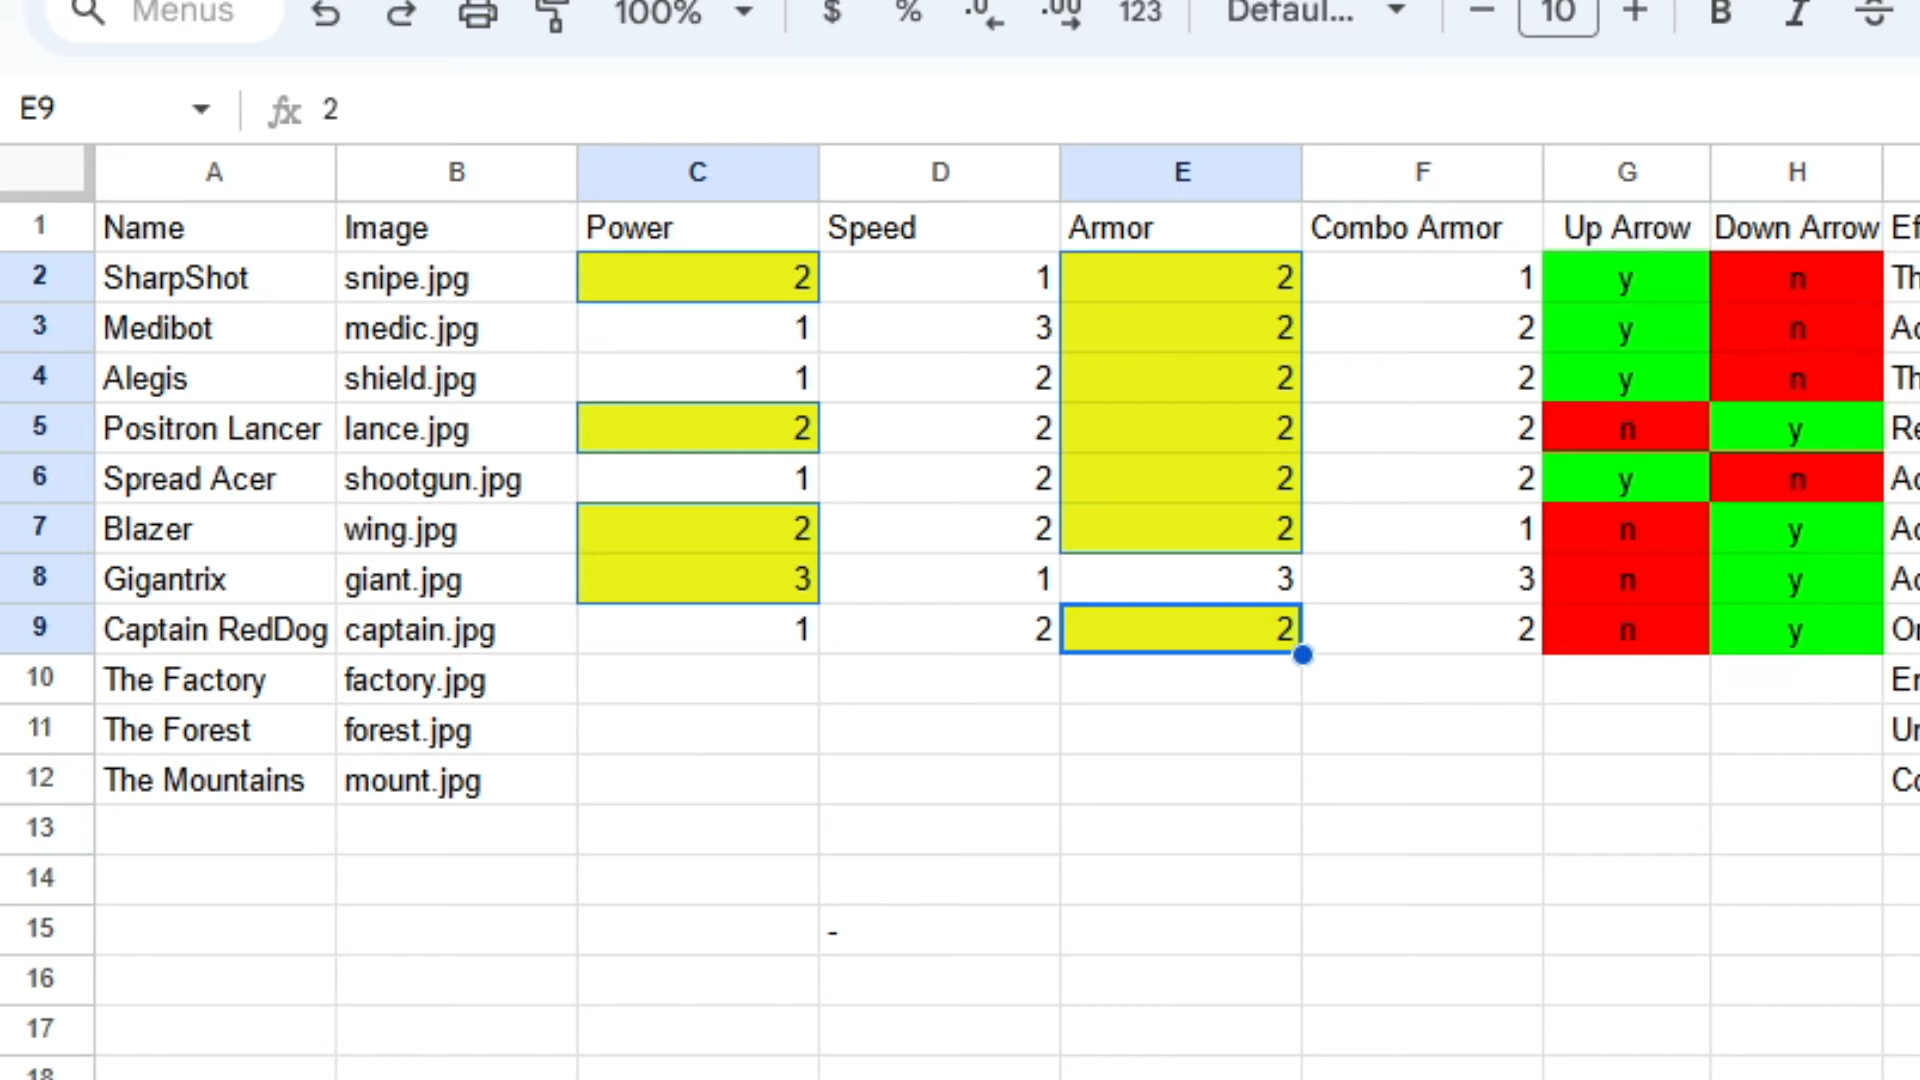 Menus 100% $ % .0 .00 123 Defaul... 10 B I S
E9 fx 2
A B C D E F G H
1 Name Image Power Speed Armor Combo Armor Up Arrow Down Arrow Ef
2 SharpShot snipe.jpg 2 1 2 1 y n Th
3 Medibot medic.jpg 1 3 2 2 y n Ad
4 Alegis shield.jpg 1 2 2 2 y n Th
5 Positron Lancer lance.jpg 2 2 2 2 n y Re
6 Spread Acer shootgun.jpg 1 2 2 2 y n Ad
7 Blazer wing.jpg 2 2 2 1 n y Ad
8 Gigantrix giant.jpg 3 1 3 3 n y Ad
9 Captain RedDog captain.jpg 1 2 2 2 n y Or
10 The Factory factory.jpg Er
11 The Forest forest.jpg Ur
12 The Mountains mount.jpg Co
13
14
15 -
16
17
18